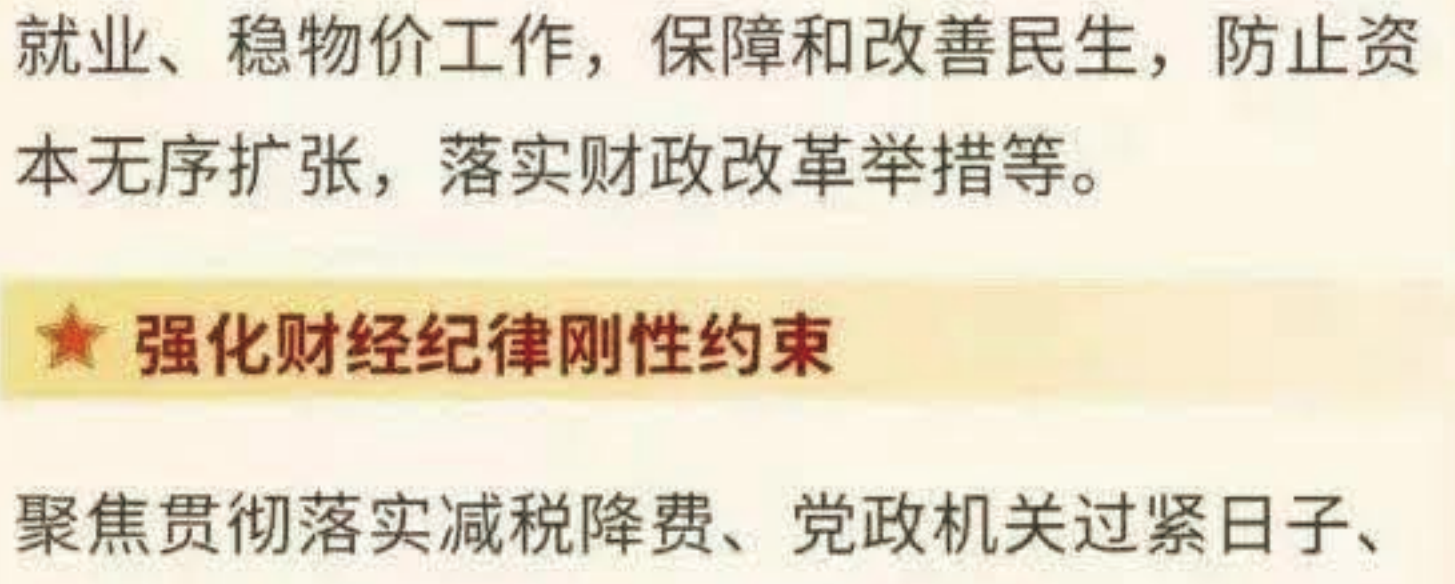 就业、稳物价工作，保障和改善民生，防止资
本无序扩张，落实财政改革举措等。
强化财经纪律刚性约束
聚焦贯彻落实减税降费、党政机关过紧日子、